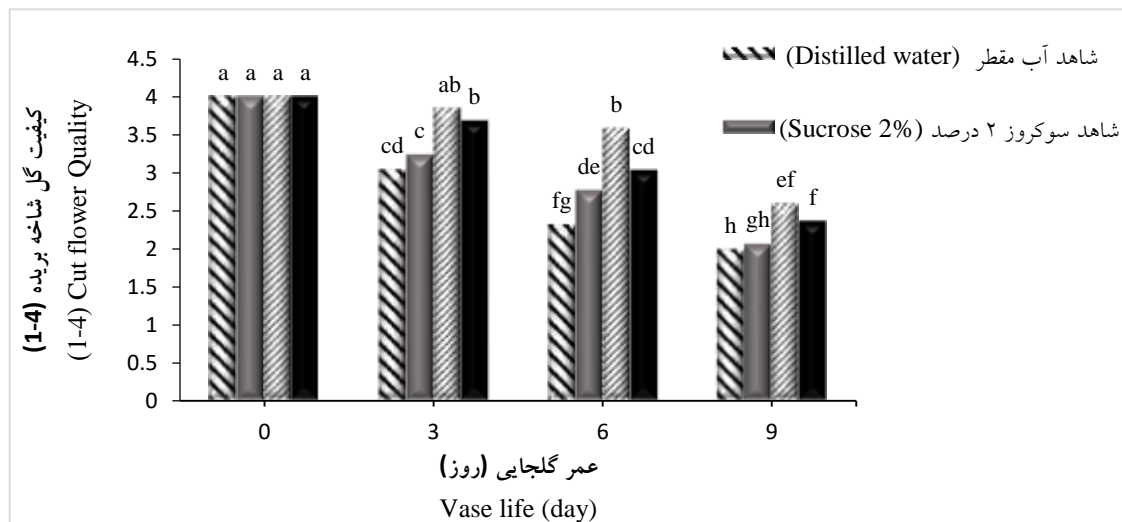 کیفیت گل شاخه بریده (1-4)
(1-4) Cut flower Quality
4.5
4
3.5
3
2.5
2
1.5
1
0.5
0
a a a a
cd c ab b
fg de b cd
h gh ef f
شاهد آب مقطر (Distilled water)
شاهد سوکروز ۲ درصد (Sucrose 2%)
0 3 6 9
عمر گلجایی (روز)
Vase life (day)